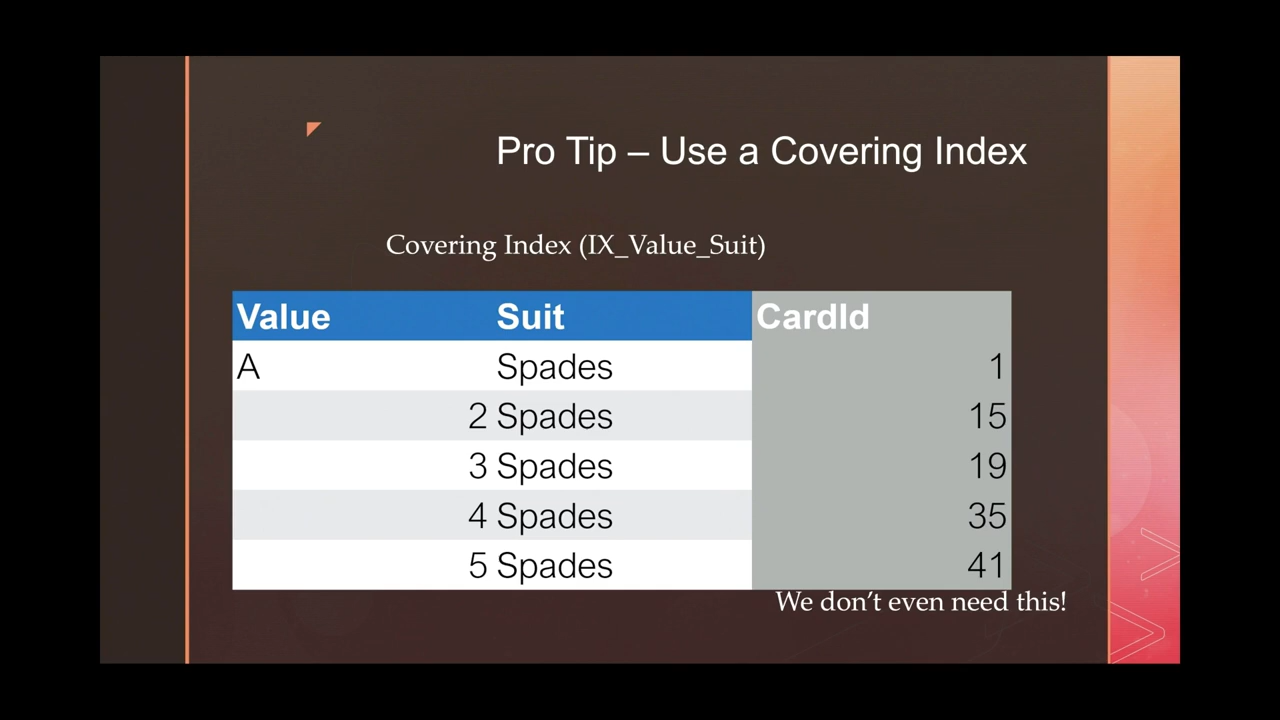 Pro Tip – Use a Covering Index
Covering Index (IX_Value_Suit)
Value Suit CardId
A Spades 1
2 Spades 15
3 Spades 19
4 Spades 35
5 Spades 41
We don’t even need this!